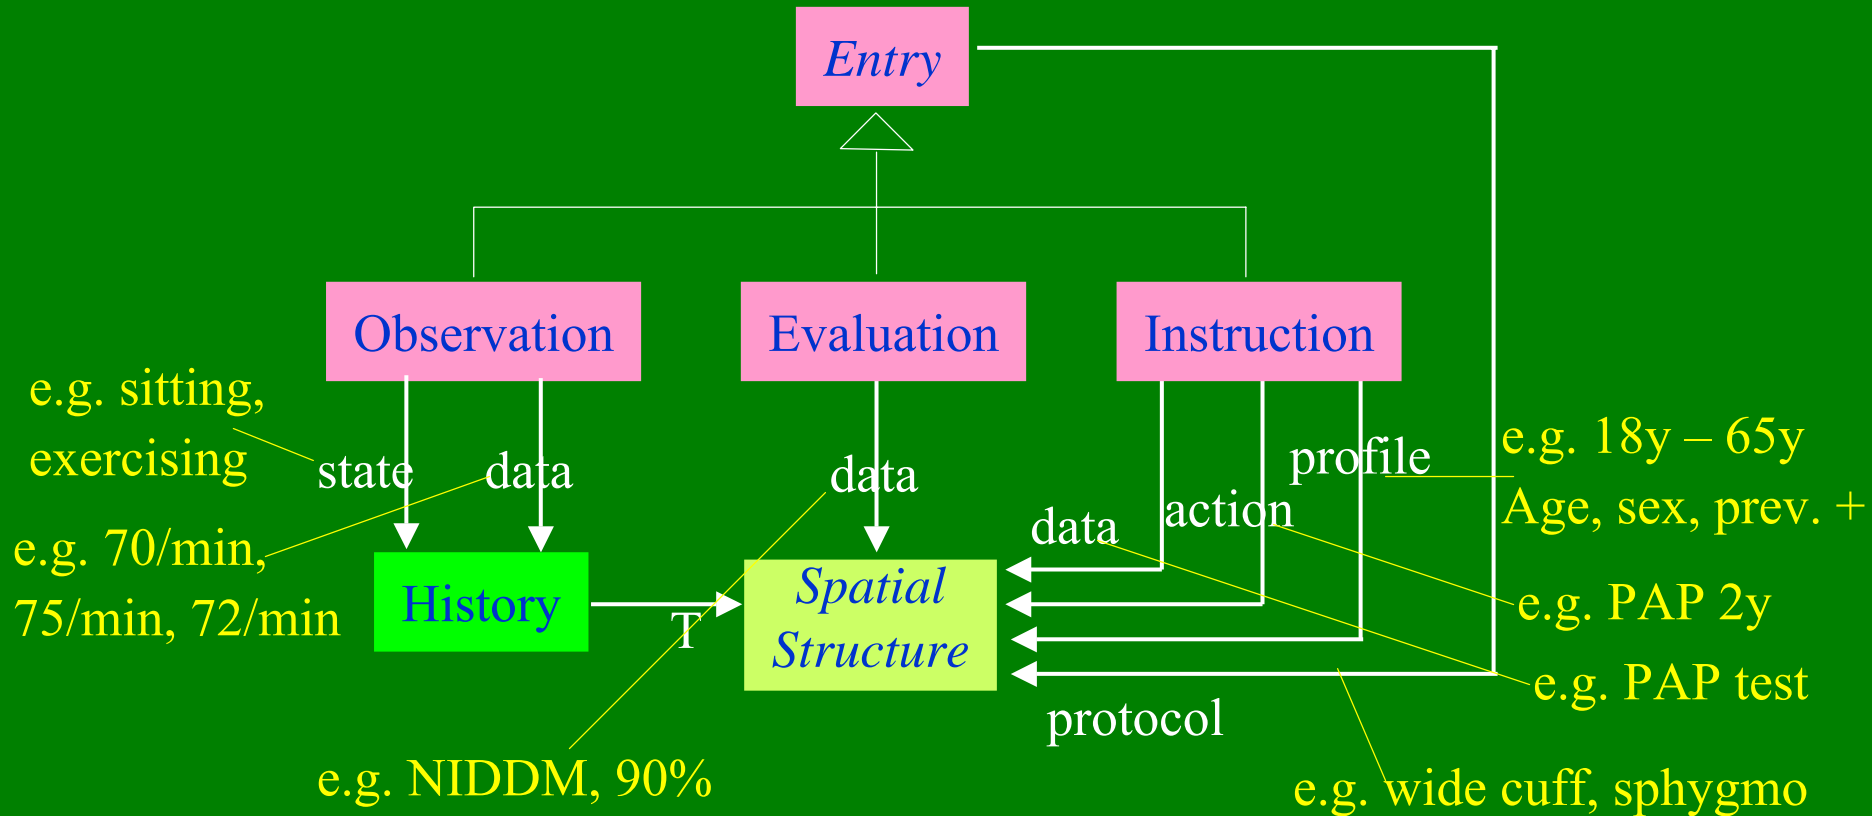 Entry
Observation
Evaluation
Instruction
e.g. sitting,
exercising
state
data
data
data
action
profile
e.g. 18y – 65y
Age, sex, prev. +
e.g. 70/min,
75/min, 72/min
History
T
Spatial
Structure
e.g. PAP 2y
e.g. PAP test
protocol
e.g. NIDDM, 90%
e.g. wide cuff, sphygmo